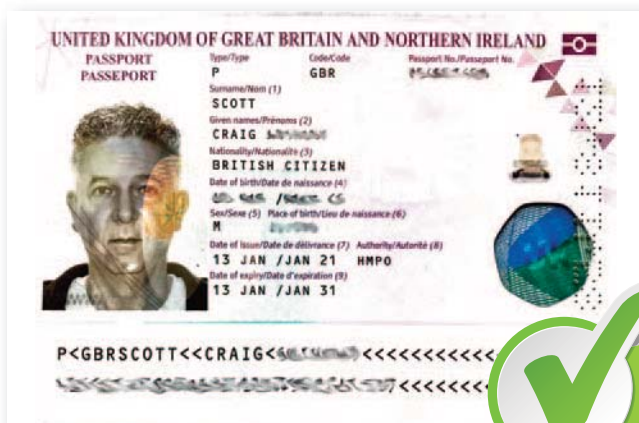 UNITED KINGDOM OF GREAT BRITAIN AND NORTHERN IRELAND
PASSPORT
PASSEPORT
Type/Type Code/Code Passport No./Passeport No.
P GBR
Surname/Nom (1)
SCOTT
Given names/Prénoms (2)
CRAIG
Nationality/Nationalité (3)
BRITISH CITIZEN
Date of birth/Date de naissance (4)
Sex/Sexe (5) Place of birth/Lieu de naissance (6)
M
Date of issue/Date de délivrance (7) Authority/Autorité (8)
13 JAN /JAN 21 HMPO
Date of expiry/Date d'expiration (9)
13 JAN /JAN 31
P<GBRSCOTT<<CRAIG< <<<<<<<<<<<
<<<<<<<